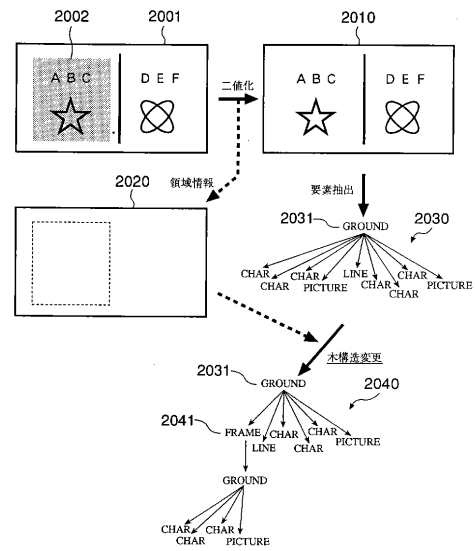 2002 2001 2010
A B C D E F 二値化 A B C D E F
領域情報 要素抽出
2020
2031 GROUND 2030
CHAR CHAR CHAR PICTURE LINE CHAR CHAR CHAR PICTURE
木構造変更
2031 GROUND 2040
2041 FRAME LINE CHAR CHAR CHAR PICTURE
GROUND
CHAR CHAR CHAR PICTURE